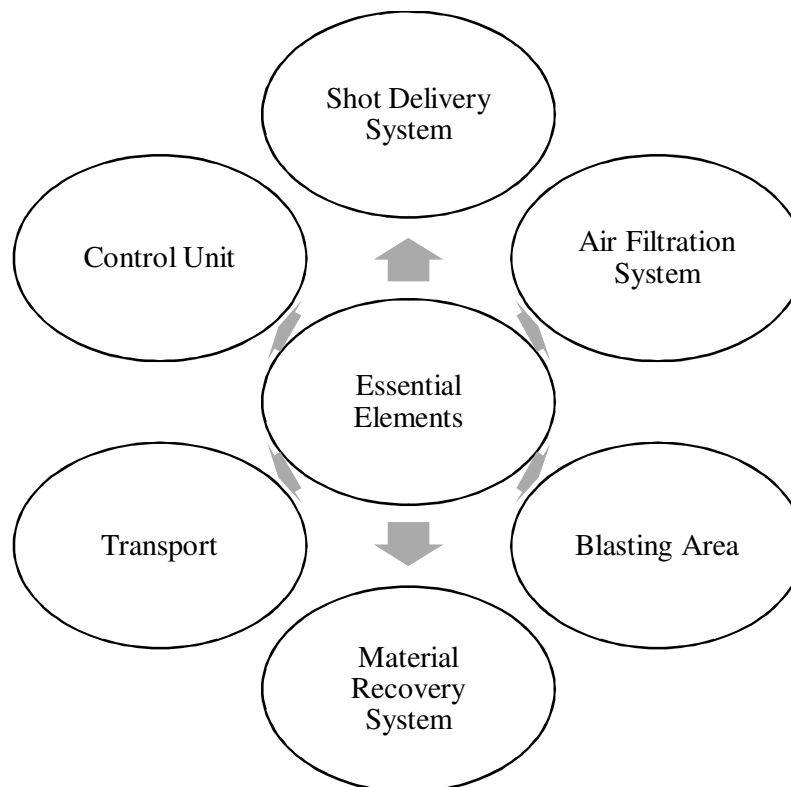 Shot Delivery
System
Control Unit
Air Filtration
System
Essential
Elements
Transport
Blasting Area
Material
Recovery
System